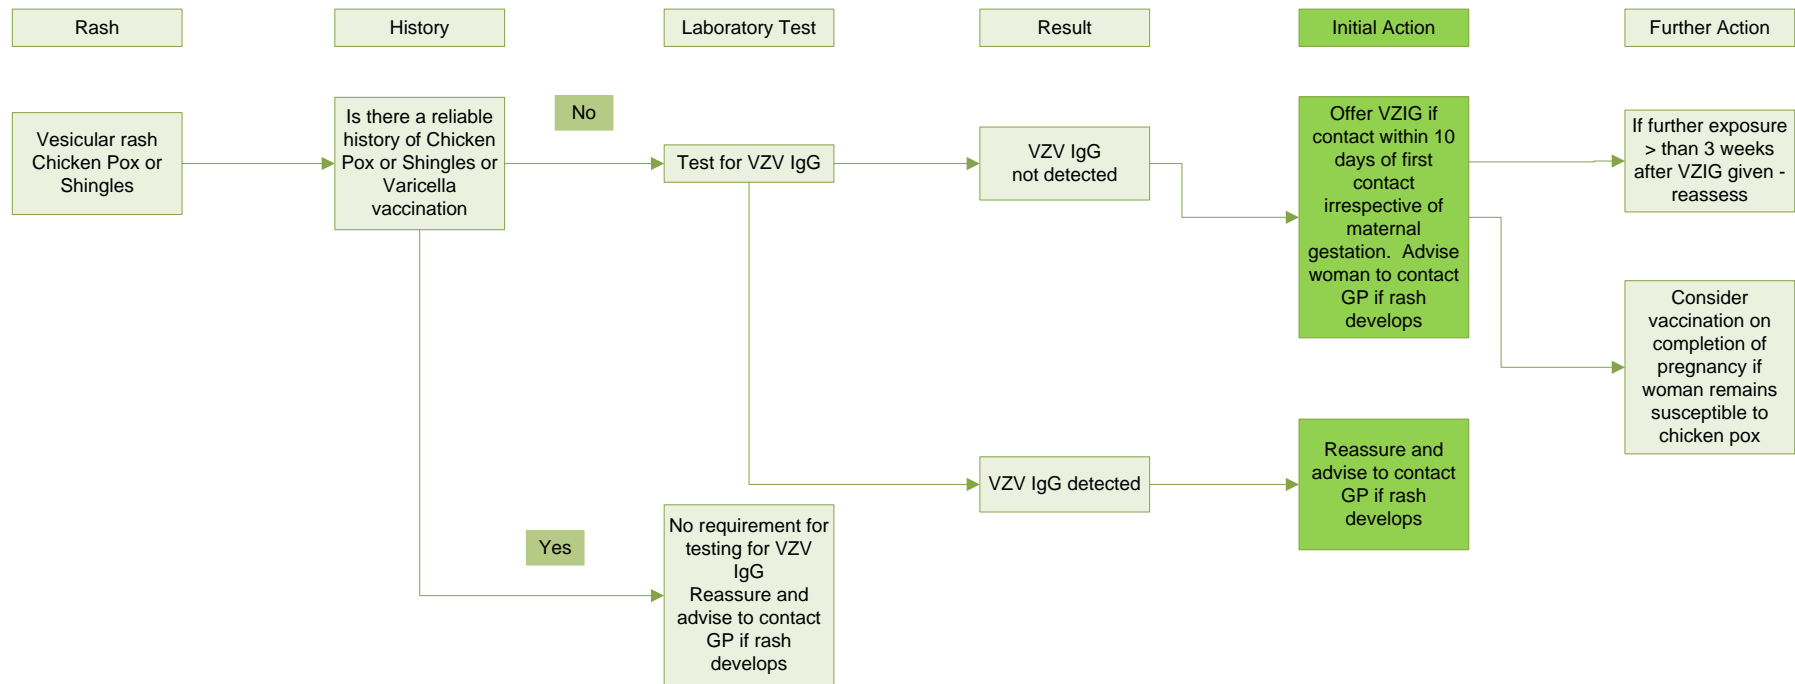 Rash
History
Laboratory Test
Result
Initial Action
Further Action
Vesicular rash
Chicken Pox or
Shingles
Is there a reliable
history of Chicken
Pox or Shingles or
Varicella
vaccination
No
Test for VZV IgG
VZV IgG
not detected
Offer VZIG if
contact within 10
days of first
contact
irrespective of
maternal
gestation.  Advise
woman to contact
GP if rash
develops
If further exposure
> than 3 weeks
after VZIG given -
reassess
Consider
vaccination on
completion of
pregnancy if
woman remains
susceptible to
chicken pox
VZV IgG detected
Reassure and
advise to contact
GP if rash
develops
Yes
No requirement for
testing for VZV
IgG
Reassure and
advise to contact
GP if rash
develops